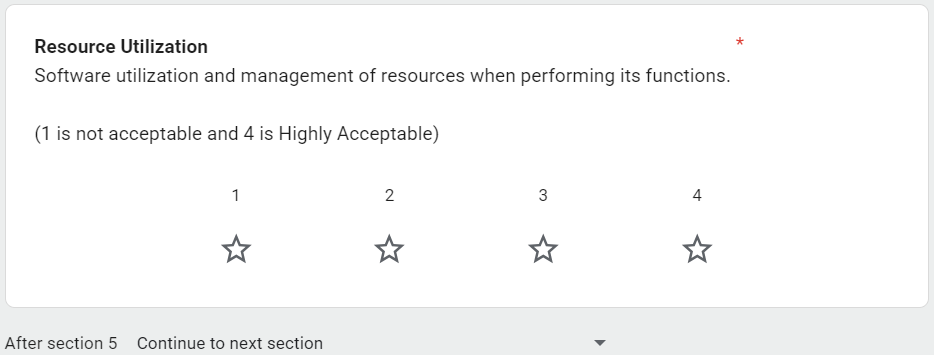 Resource Utilization *
Software utilization and management of resources when performing its functions.
(1 is not acceptable and 4 is Highly Acceptable)
1 2 3 4
After section 5 Continue to next section